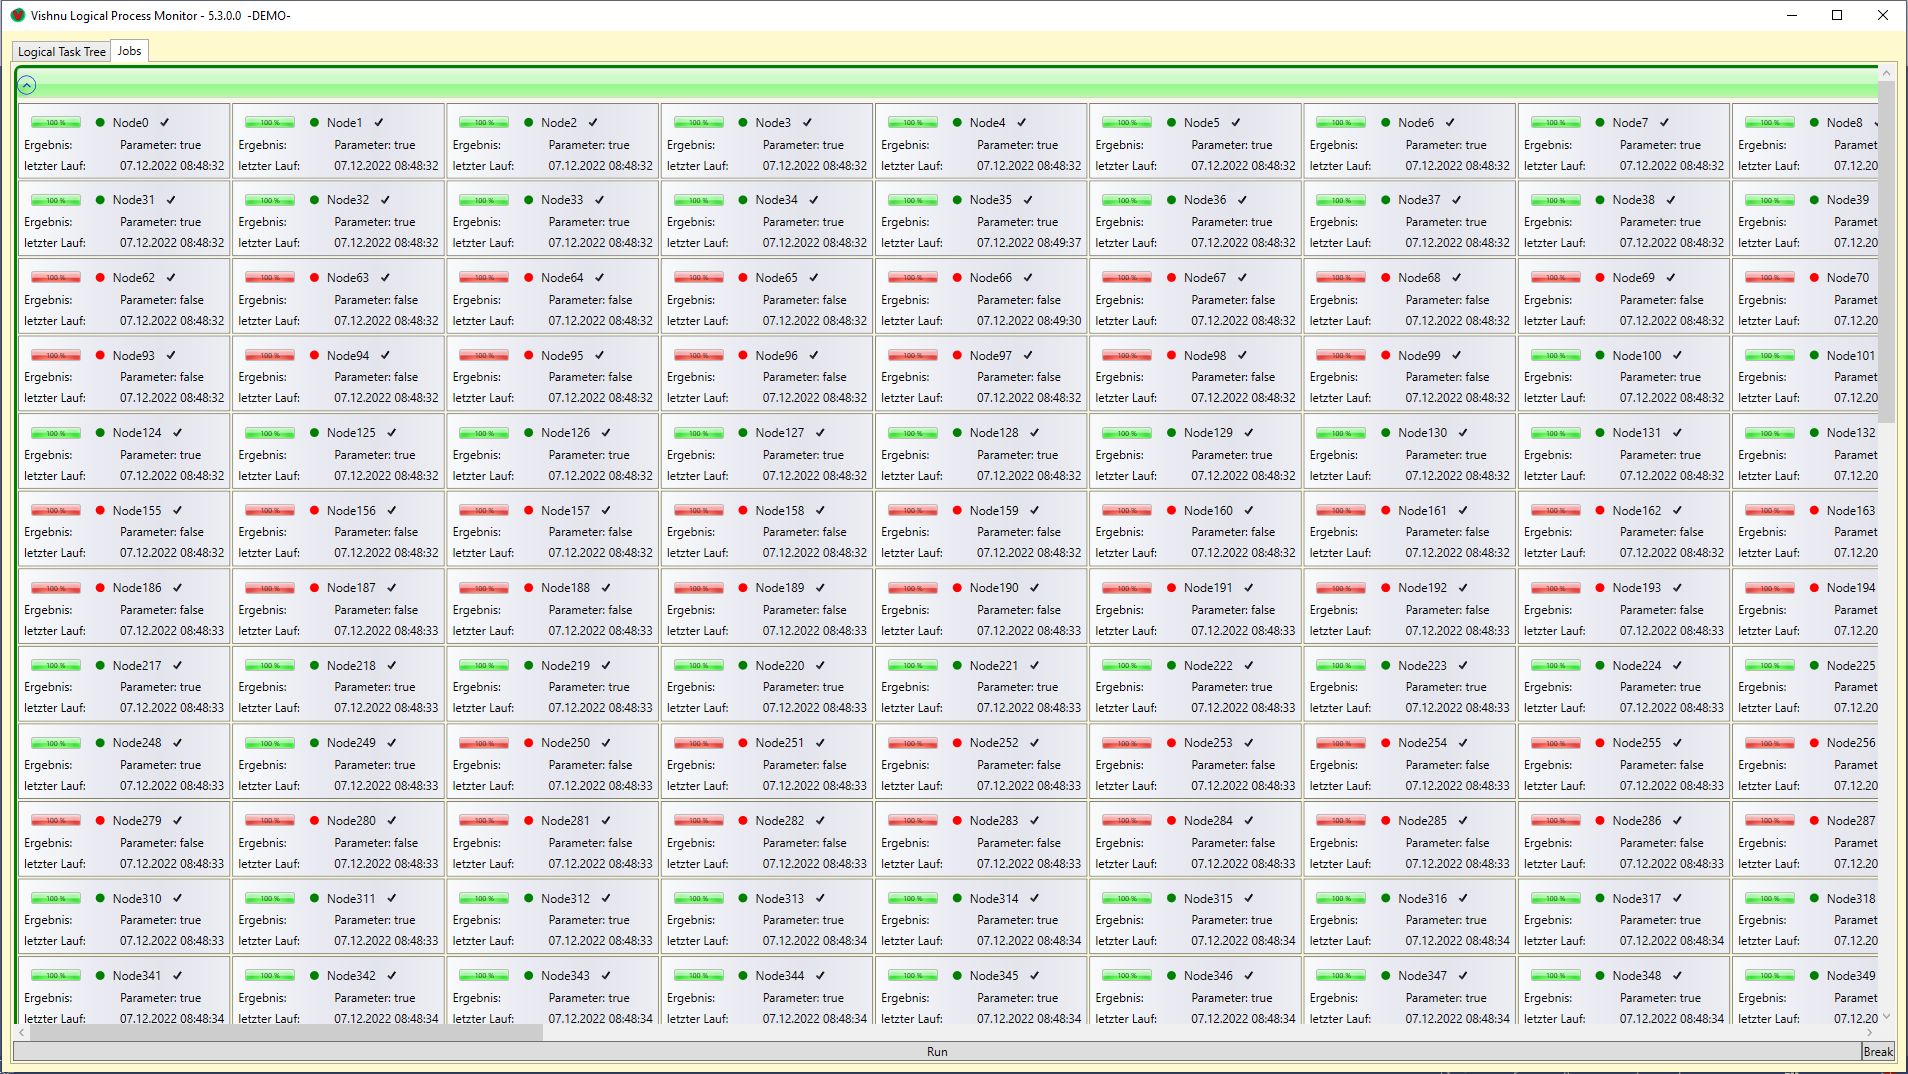 Vishnu Logical Process Monitor - 5.3.0.0 -DEMO-
Logical Task Tree Jobs
100 % Node0 100 % Node1 100 % Node2 100 % Node3 100 % Node4 100 % Node5 100 % Node6 100 % Node7 100 % Node8
Ergebnis: Parameter: true Ergebnis: Parameter: true Ergebnis: Parameter: true Ergebnis: Parameter: true Ergebnis: Parameter: true Ergebnis: Parameter: true Ergebnis: Parameter: true Ergebnis: Parameter: true Ergebnis: Paramet
letzter Lauf: 07.12.2022 08:48:32 letzter Lauf: 07.12.2022 08:48:32 letzter Lauf: 07.12.2022 08:48:32 letzter Lauf: 07.12.2022 08:48:32 letzter Lauf: 07.12.2022 08:48:32 letzter Lauf: 07.12.2022 08:48:32 letzter Lauf: 07.12.2022 08:48:32 letzter Lauf: 07.12.2022 08:48:32 letzter Lauf: 07.12.20
100 % Node31 100 % Node32 100 % Node33 100 % Node34 100 % Node35 100 % Node36 100 % Node37 100 % Node38 100 % Node39
Ergebnis: Parameter: true Ergebnis: Parameter: true Ergebnis: Parameter: true Ergebnis: Parameter: true Ergebnis: Parameter: true Ergebnis: Parameter: true Ergebnis: Parameter: true Ergebnis: Parameter: true Ergebnis: Paramet
letzter Lauf: 07.12.2022 08:48:32 letzter Lauf: 07.12.2022 08:48:32 letzter Lauf: 07.12.2022 08:48:32 letzter Lauf: 07.12.2022 08:48:32 letzter Lauf: 07.12.2022 08:49:37 letzter Lauf: 07.12.2022 08:48:32 letzter Lauf: 07.12.2022 08:48:32 letzter Lauf: 07.12.2022 08:48:32 letzter Lauf: 07.12.20
100 % Node62 100 % Node63 100 % Node64 100 % Node65 100 % Node66 100 % Node67 100 % Node68 100 % Node69 100 % Node70
Ergebnis: Parameter: false Ergebnis: Parameter: false Ergebnis: Parameter: false Ergebnis: Parameter: false Ergebnis: Parameter: false Ergebnis: Parameter: false Ergebnis: Parameter: false Ergebnis: Parameter: false Ergebnis: Paramet
letzter Lauf: 07.12.2022 08:48:32 letzter Lauf: 07.12.2022 08:48:32 letzter Lauf: 07.12.2022 08:48:32 letzter Lauf: 07.12.2022 08:48:32 letzter Lauf: 07.12.2022 08:49:30 letzter Lauf: 07.12.2022 08:48:32 letzter Lauf: 07.12.2022 08:48:32 letzter Lauf: 07.12.2022 08:48:32 letzter Lauf: 07.12.20
100 % Node93 100 % Node94 100 % Node95 100 % Node96 100 % Node97 100 % Node98 100 % Node99 100 % Node100 100 % Node101
Ergebnis: Parameter: false Ergebnis: Parameter: false Ergebnis: Parameter: false Ergebnis: Parameter: false Ergebnis: Parameter: false Ergebnis: Parameter: false Ergebnis: Parameter: false Ergebnis: Parameter: true Ergebnis: Paramet
letzter Lauf: 07.12.2022 08:48:32 letzter Lauf: 07.12.2022 08:48:32 letzter Lauf: 07.12.2022 08:48:32 letzter Lauf: 07.12.2022 08:48:32 letzter Lauf: 07.12.2022 08:48:32 letzter Lauf: 07.12.2022 08:48:32 letzter Lauf: 07.12.2022 08:48:32 letzter Lauf: 07.12.2022 08:48:32 letzter Lauf: 07.12.20
100 % Node124 100 % Node125 100 % Node126 100 % Node127 100 % Node128 100 % Node129 100 % Node130 100 % Node131 100 % Node132
Ergebnis: Parameter: true Ergebnis: Parameter: true Ergebnis: Parameter: true Ergebnis: Parameter: true Ergebnis: Parameter: true Ergebnis: Parameter: true Ergebnis: Parameter: true Ergebnis: Parameter: true Ergebnis: Paramet
letzter Lauf: 07.12.2022 08:48:32 letzter Lauf: 07.12.2022 08:48:32 letzter Lauf: 07.12.2022 08:48:32 letzter Lauf: 07.12.2022 08:48:32 letzter Lauf: 07.12.2022 08:48:32 letzter Lauf: 07.12.2022 08:48:32 letzter Lauf: 07.12.2022 08:48:32 letzter Lauf: 07.12.2022 08:48:32 letzter Lauf: 07.12.20
100 % Node155 100 % Node156 100 % Node157 100 % Node158 100 % Node159 100 % Node160 100 % Node161 100 % Node162 100 % Node163
Ergebnis: Parameter: false Ergebnis: Parameter: false Ergebnis: Parameter: false Ergebnis: Parameter: false Ergebnis: Parameter: false Ergebnis: Parameter: false Ergebnis: Parameter: false Ergebnis: Parameter: false Ergebnis: Paramet
letzter Lauf: 07.12.2022 08:48:32 letzter Lauf: 07.12.2022 08:48:32 letzter Lauf: 07.12.2022 08:48:32 letzter Lauf: 07.12.2022 08:48:32 letzter Lauf: 07.12.2022 08:48:32 letzter Lauf: 07.12.2022 08:48:32 letzter Lauf: 07.12.2022 08:48:32 letzter Lauf: 07.12.2022 08:48:32 letzter Lauf: 07.12.20
100 % Node186 100 % Node187 100 % Node188 100 % Node189 100 % Node190 100 % Node191 100 % Node192 100 % Node193 100 % Node194
Ergebnis: Parameter: false Ergebnis: Parameter: false Ergebnis: Parameter: false Ergebnis: Parameter: false Ergebnis: Parameter: false Ergebnis: Parameter: false Ergebnis: Parameter: false Ergebnis: Parameter: false Ergebnis: Paramet
letzter Lauf: 07.12.2022 08:48:33 letzter Lauf: 07.12.2022 08:48:33 letzter Lauf: 07.12.2022 08:48:33 letzter Lauf: 07.12.2022 08:48:33 letzter Lauf: 07.12.2022 08:48:33 letzter Lauf: 07.12.2022 08:48:33 letzter Lauf: 07.12.2022 08:48:33 letzter Lauf: 07.12.2022 08:48:33 letzter Lauf: 07.12.20
100 % Node217 100 % Node218 100 % Node219 100 % Node220 100 % Node221 100 % Node222 100 % Node223 100 % Node224 100 % Node225
Ergebnis: Parameter: true Ergebnis: Parameter: true Ergebnis: Parameter: true Ergebnis: Parameter: true Ergebnis: Parameter: true Ergebnis: Parameter: true Ergebnis: Parameter: true Ergebnis: Parameter: true Ergebnis: Paramet
letzter Lauf: 07.12.2022 08:48:33 letzter Lauf: 07.12.2022 08:48:33 letzter Lauf: 07.12.2022 08:48:33 letzter Lauf: 07.12.2022 08:48:33 letzter Lauf: 07.12.2022 08:48:33 letzter Lauf: 07.12.2022 08:48:33 letzter Lauf: 07.12.2022 08:48:33 letzter Lauf: 07.12.2022 08:48:33 letzter Lauf: 07.12.20
100 % Node248 100 % Node249 100 % Node250 100 % Node251 100 % Node252 100 % Node253 100 % Node254 100 % Node255 100 % Node256
Ergebnis: Parameter: true Ergebnis: Parameter: true Ergebnis: Parameter: false Ergebnis: Parameter: false Ergebnis: Parameter: false Ergebnis: Parameter: false Ergebnis: Parameter: false Ergebnis: Parameter: false Ergebnis: Paramet
letzter Lauf: 07.12.2022 08:48:33 letzter Lauf: 07.12.2022 08:48:33 letzter Lauf: 07.12.2022 08:48:33 letzter Lauf: 07.12.2022 08:48:33 letzter Lauf: 07.12.2022 08:48:33 letzter Lauf: 07.12.2022 08:48:33 letzter Lauf: 07.12.2022 08:48:33 letzter Lauf: 07.12.2022 08:48:33 letzter Lauf: 07.12.20
100 % Node279 100 % Node280 100 % Node281 100 % Node282 100 % Node283 100 % Node284 100 % Node285 100 % Node286 100 % Node287
Ergebnis: Parameter: false Ergebnis: Parameter: false Ergebnis: Parameter: false Ergebnis: Parameter: false Ergebnis: Parameter: false Ergebnis: Parameter: false Ergebnis: Parameter: false Ergebnis: Parameter: false Ergebnis: Paramet
letzter Lauf: 07.12.2022 08:48:33 letzter Lauf: 07.12.2022 08:48:33 letzter Lauf: 07.12.2022 08:48:33 letzter Lauf: 07.12.2022 08:48:33 letzter Lauf: 07.12.2022 08:48:33 letzter Lauf: 07.12.2022 08:48:33 letzter Lauf: 07.12.2022 08:48:33 letzter Lauf: 07.12.2022 08:48:33 letzter Lauf: 07.12.20
100 % Node310 100 % Node311 100 % Node312 100 % Node313 100 % Node314 100 % Node315 100 % Node316 100 % Node317 100 % Node318
Ergebnis: Parameter: true Ergebnis: Parameter: true Ergebnis: Parameter: true Ergebnis: Parameter: true Ergebnis: Parameter: true Ergebnis: Parameter: true Ergebnis: Parameter: true Ergebnis: Parameter: true Ergebnis: Paramet
letzter Lauf: 07.12.2022 08:48:33 letzter Lauf: 07.12.2022 08:48:33 letzter Lauf: 07.12.2022 08:48:33 letzter Lauf: 07.12.2022 08:48:34 letzter Lauf: 07.12.2022 08:48:34 letzter Lauf: 07.12.2022 08:48:34 letzter Lauf: 07.12.2022 08:48:34 letzter Lauf: 07.12.2022 08:48:34 letzter Lauf: 07.12.20
100 % Node341 100 % Node342 100 % Node343 100 % Node344 100 % Node345 100 % Node346 100 % Node347 100 % Node348 100 % Node349
Ergebnis: Parameter: true Ergebnis: Parameter: true Ergebnis: Parameter: true Ergebnis: Parameter: true Ergebnis: Parameter: true Ergebnis: Parameter: true Ergebnis: Parameter: true Ergebnis: Parameter: true Ergebnis: Paramet
letzter Lauf: 07.12.2022 08:48:34 letzter Lauf: 07.12.2022 08:48:34 letzter Lauf: 07.12.2022 08:48:34 letzter Lauf: 07.12.2022 08:48:34 letzter Lauf: 07.12.2022 08:48:34 letzter Lauf: 07.12.2022 08:48:34 letzter Lauf: 07.12.2022 08:48:34 letzter Lauf: 07.12.2022 08:48:34 letzter Lauf: 07.12.20
Run Break